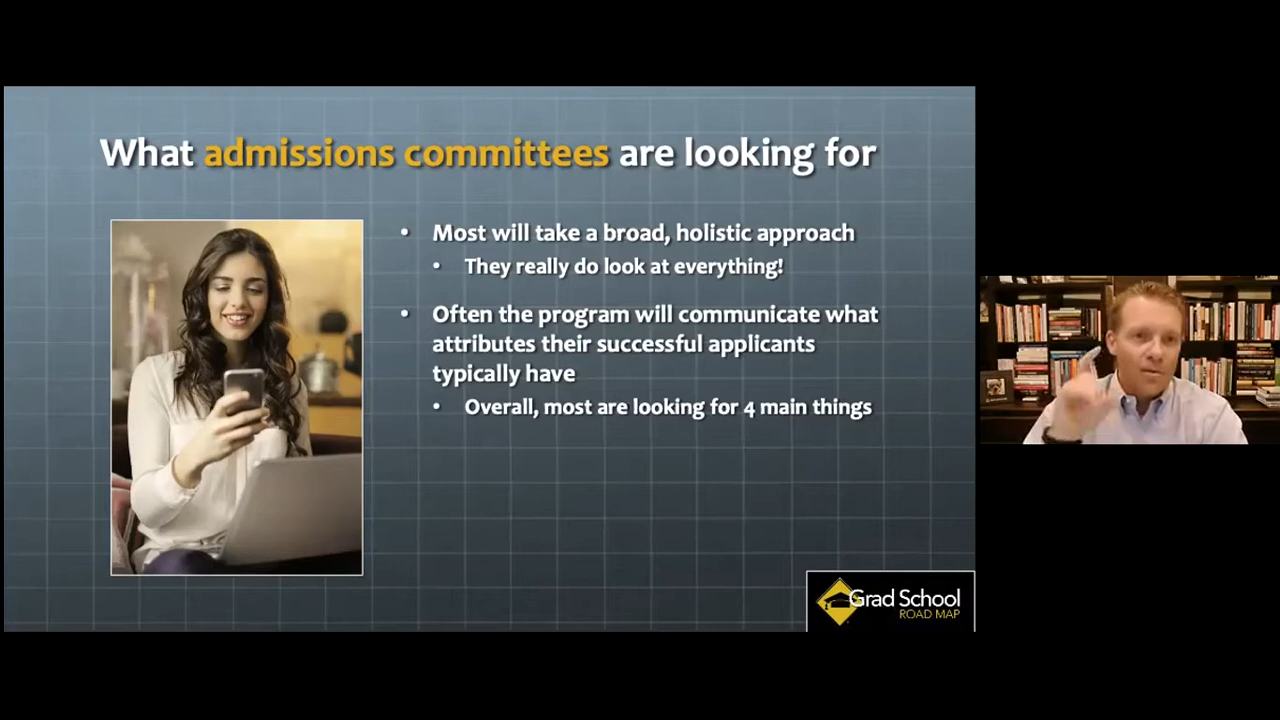 What admissions committees are looking for
• Most will take a broad, holistic approach
• They really do look at everything!
• Often the program will communicate what
attributes their successful applicants
typically have
• Overall, most are looking for 4 main things
Grad School
ROAD MAP